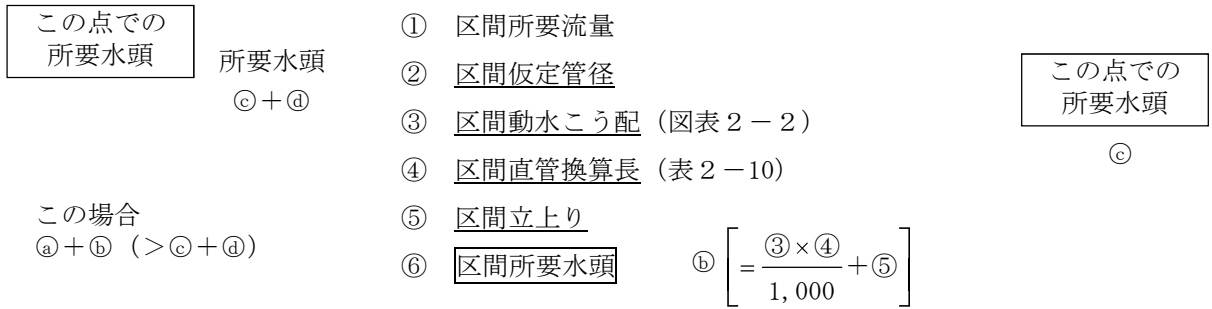 この点での
所要水頭
所要水頭
ⓒ+ⓓ
この場合
ⓐ+ⓑ（>ⓒ+ⓓ）
① 区間所要流量
② 区間仮定管径
③ 区間動水こう配（図表２－２）
④ 区間直管換算長（表２－10）
⑤ 区間立上り
⑥ 区間所要水頭 ⓑ[=③×④/1,000+⑤]
この点での
所要水頭
ⓒ